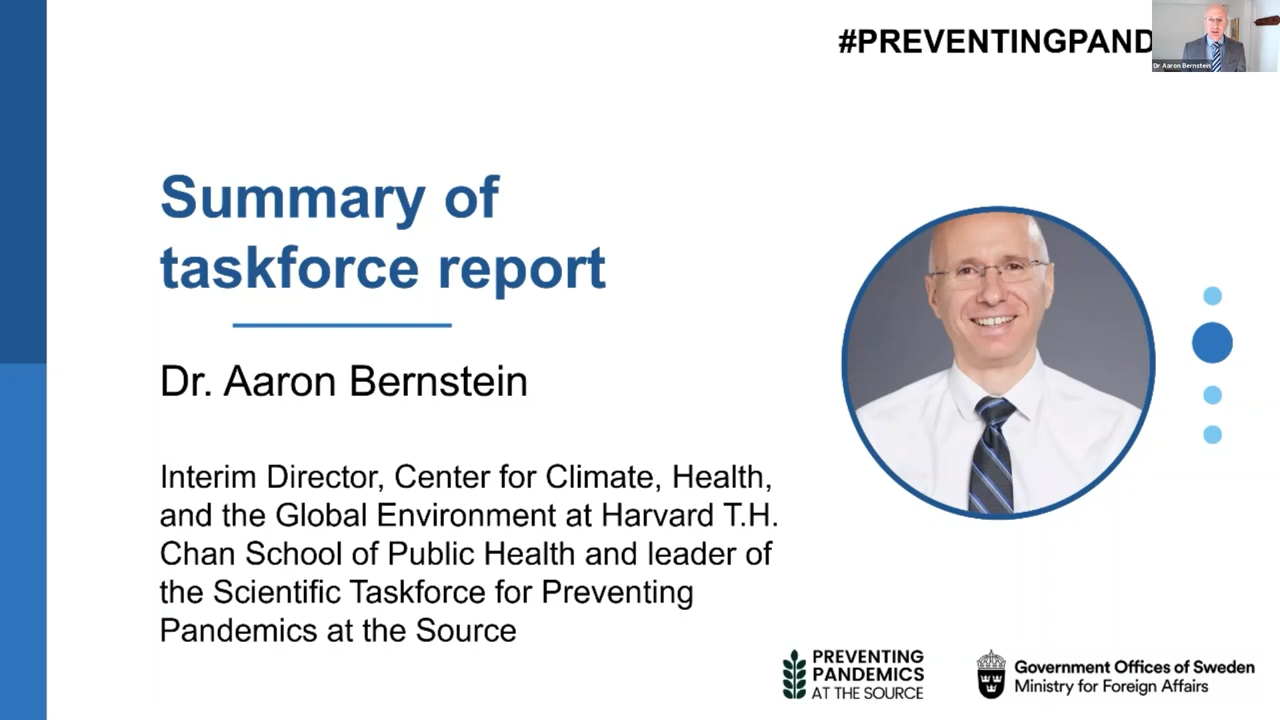 #PREVENTINGPAND
Dr Aaron Bernstein
Summary of
taskforce report
Dr. Aaron Bernstein
Interim Director, Center for Climate, Health,
and the Global Environment at Harvard T.H.
Chan School of Public Health and leader of
the Scientific Taskforce for Preventing
Pandemics at the Source
PREVENTING
PANDEMICS
AT THE SOURCE
Government Offices of Sweden
Ministry for Foreign Affairs